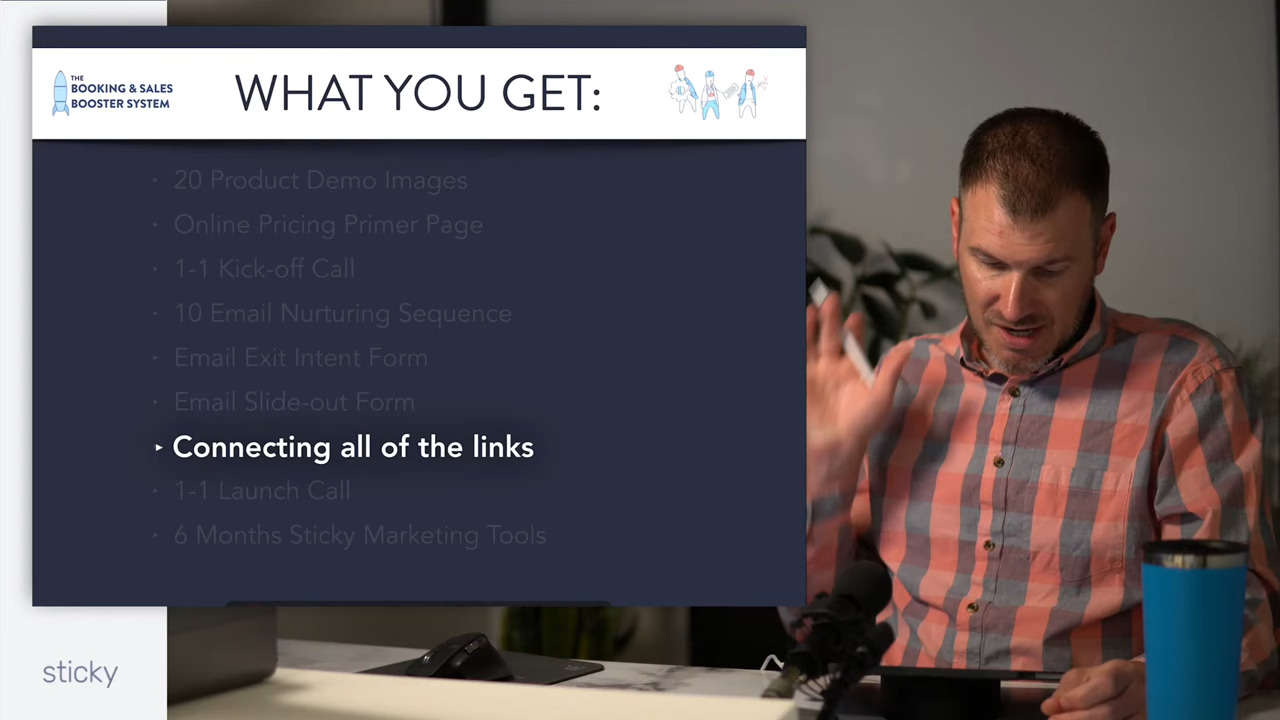 THE
BOOKING & SALES
BOOSTER SYSTEM
WHAT YOU GET:
• 20 Product Demo Images
• Online Pricing Primer Page
• 1-1 Kick-off Call
• 10 Email Nurturing Sequence
• Email Exit Intent Form
• Email Slide-out Form
▸ Connecting all of the links
• 1-1 Launch Call
• 6 Months Sticky Marketing Tools
sticky